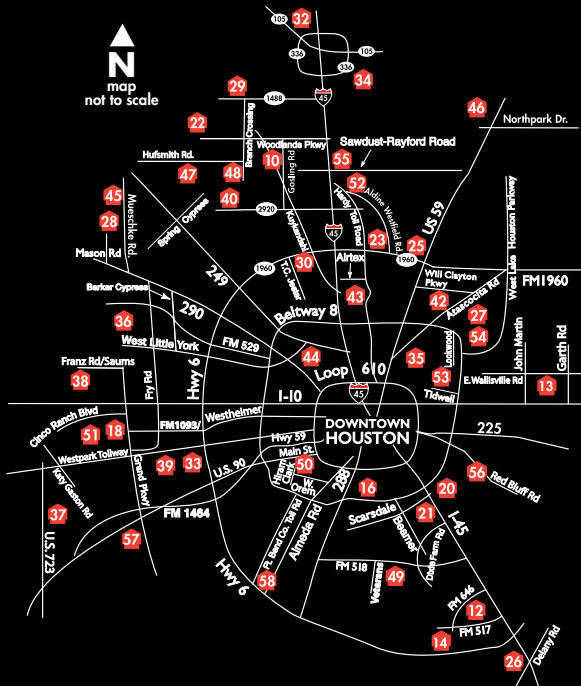 105
32
336
105
336
34
N
map
not to scale
45
29
1488
46
22
Branch Crossing
Woodlands Pkwy
Sawdust-Rayford Road
Northpark Dr.
Hufsmith Rd.
10
Gosling Rd
55
47
48
52
45
Mueschke Rd.
40
2920
Spring Cypress
Kuykendahl
Hardy Toll Road
Aldine Westfield Rd.
US 59
West Lake Houston Parkway
28
45
23
25
Mason Rd
249
1960
30
T.C. Jester
Airtex
1960
Will Clayton
Pkwy
FM1960
Barker Cypress
290
43
42
Atascocita Rd
27
36
Beltway 8
54
West Little York
FM 529
44
Loop 610
35
Lockwood
John Martin
Garth Rd
Franz Rd/Saums
Hwy 6
53
E.Wallisville Rd
13
38
Fry Rd
I-10
45
Tidwell
Cinco Ranch Blvd
Westheimer
51
18
FM1093/
DOWNTOWN
HOUSTON
225
Hwy 59
Main St.
Westpark Tollway
39
33
U.S. 90
50
Hiram Clark
W. Orem
288
56
Red Bluff Rd
Katy Gaston Rd
Grand Pkwy
16
20
37
FM 1464
Ft. Bend Co. Toll Rd
Almeda Rd
Scarsdale
21
Beamer
I-45
U.S.723
57
Dixie Farm Rd
Hwy 6
58
FM 518
Veterans
49
FM 646
12
14
FM 517
26
Delany Rd